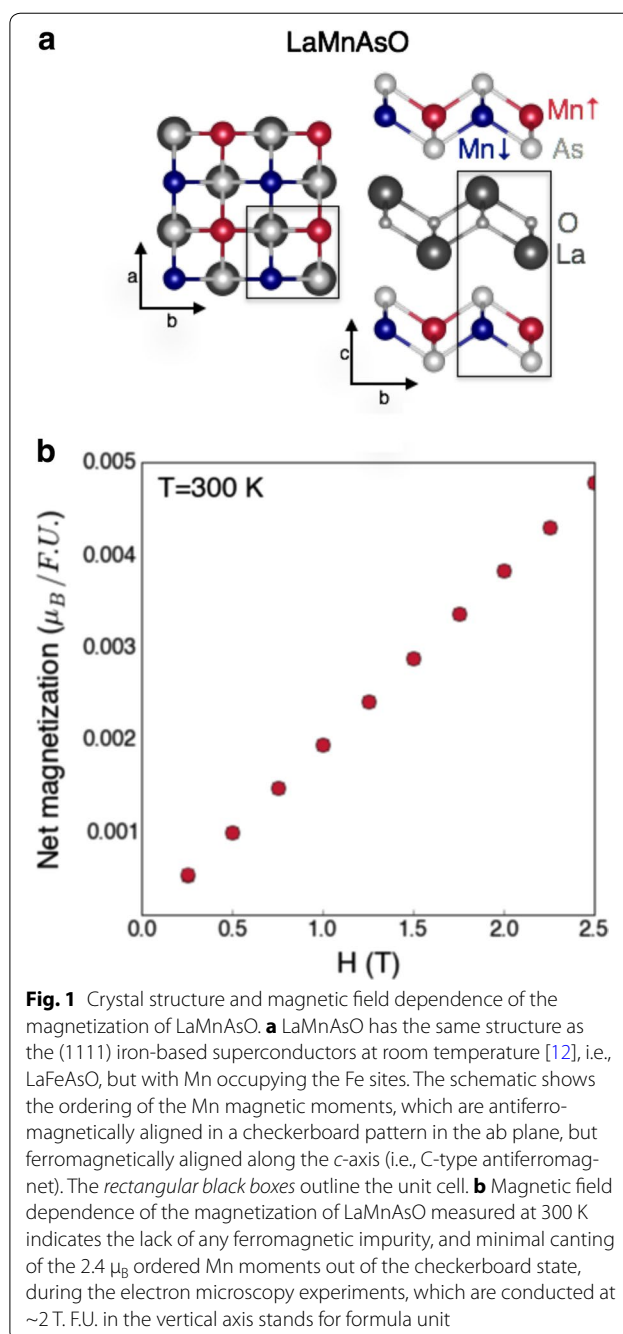 a
LaMnAsO
Mn↑
Mn↓ As
O
La
a
b
c
b
b
T=300 K
Net magnetization (μ_B/F.U.)
0.005
0.004
0.003
0.002
0.001
0.0 0.5 1.0 1.5 2.0 2.5
H (T)
Fig. 1 Crystal structure and magnetic field dependence of the
magnetization of LaMnAsO. a LaMnAsO has the same structure as
the (1111) iron-based superconductors at room temperature [12], i.e.,
LaFeAsO, but with Mn occupying the Fe sites. The schematic shows
the ordering of the Mn magnetic moments, which are antiferro-
magnetically aligned in a checkerboard pattern in the ab plane, but
ferromagnetically aligned along the c-axis (i.e., C-type antiferromag-
net). The rectangular black boxes outline the unit cell. b Magnetic field
dependence of the magnetization of LaMnAsO measured at 300 K
indicates the lack of any ferromagnetic impurity, and minimal canting
of the 2.4 μB ordered Mn moments out of the checkerboard state,
during the electron microscopy experiments, which are conducted at
~2 T. F.U. in the vertical axis stands for formula unit